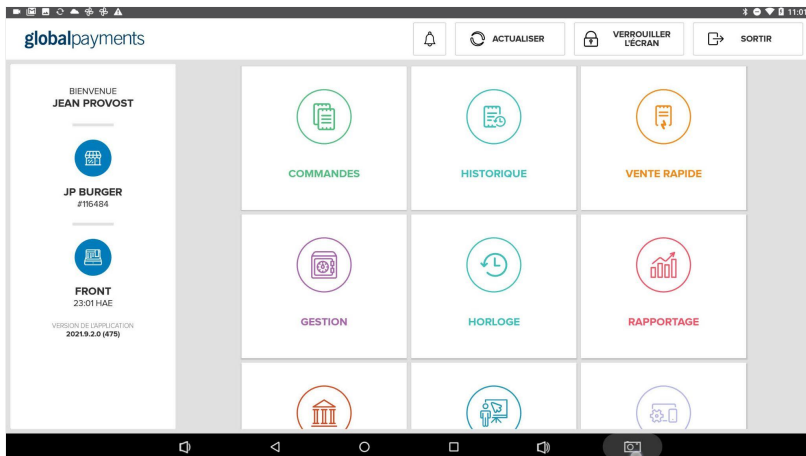 11:01
globalpayments
ACTUALISER
VERROUILLER
L'ÉCRAN
SORTIR
BIENVENUE
JEAN PROVOST
JP BURGER
#116484
FRONT
23:01 HAE
VERSION DE L'APPLICATION
2021.9.2.0 (475)
COMMANDES
HISTORIQUE
VENTE RAPIDE
GESTION
HORLOGE
RAPPORTAGE